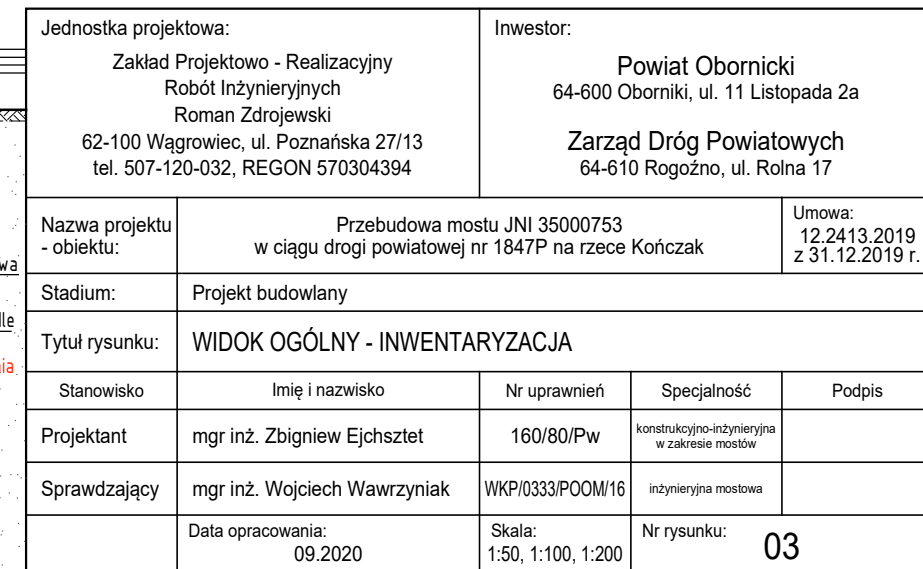 Jednostka projektowa:
Zakład Projektowo - Realizacyjny
Robót Inżynieryjnych
Roman Zdrojewski
62-100 Wągrowiec, ul. Poznańska 27/13
tel. 507-120-032, REGON 570304394
Inwestor:
Powiat Obornicki
64-600 Oborniki, ul. 11 Listopada 2a
Zarząd Dróg Powiatowych
64-610 Rogoźno, ul. Rolna 17
Nazwa projektu
- obiektu:
Przebudowa mostu JNI 35000753
w ciągu drogi powiatowej nr 1847P na rzece Kończak
Umowa:
12.2413.2019
z 31.12.2019 r.
Stadium:
Projekt budowlany
Tytuł rysunku:
WIDOK OGÓLNY - INWENTARYZACJA
Stanowisko
Imię i nazwisko
Nr uprawnień
Specjalność
Podpis
Projektant
mgr inż. Zbigniew Ejchsztet
160/80/Pw
konstrukcyjno-inżynieryjna
w zakresie mostów
Sprawdzający
mgr inż. Wojciech Wawrzyniak
WKP/0333/POOM/16
inżynieryjna mostowa
Data opracowania:
09.2020
Skala:
1:50, 1:100, 1:200
Nr rysunku:
03